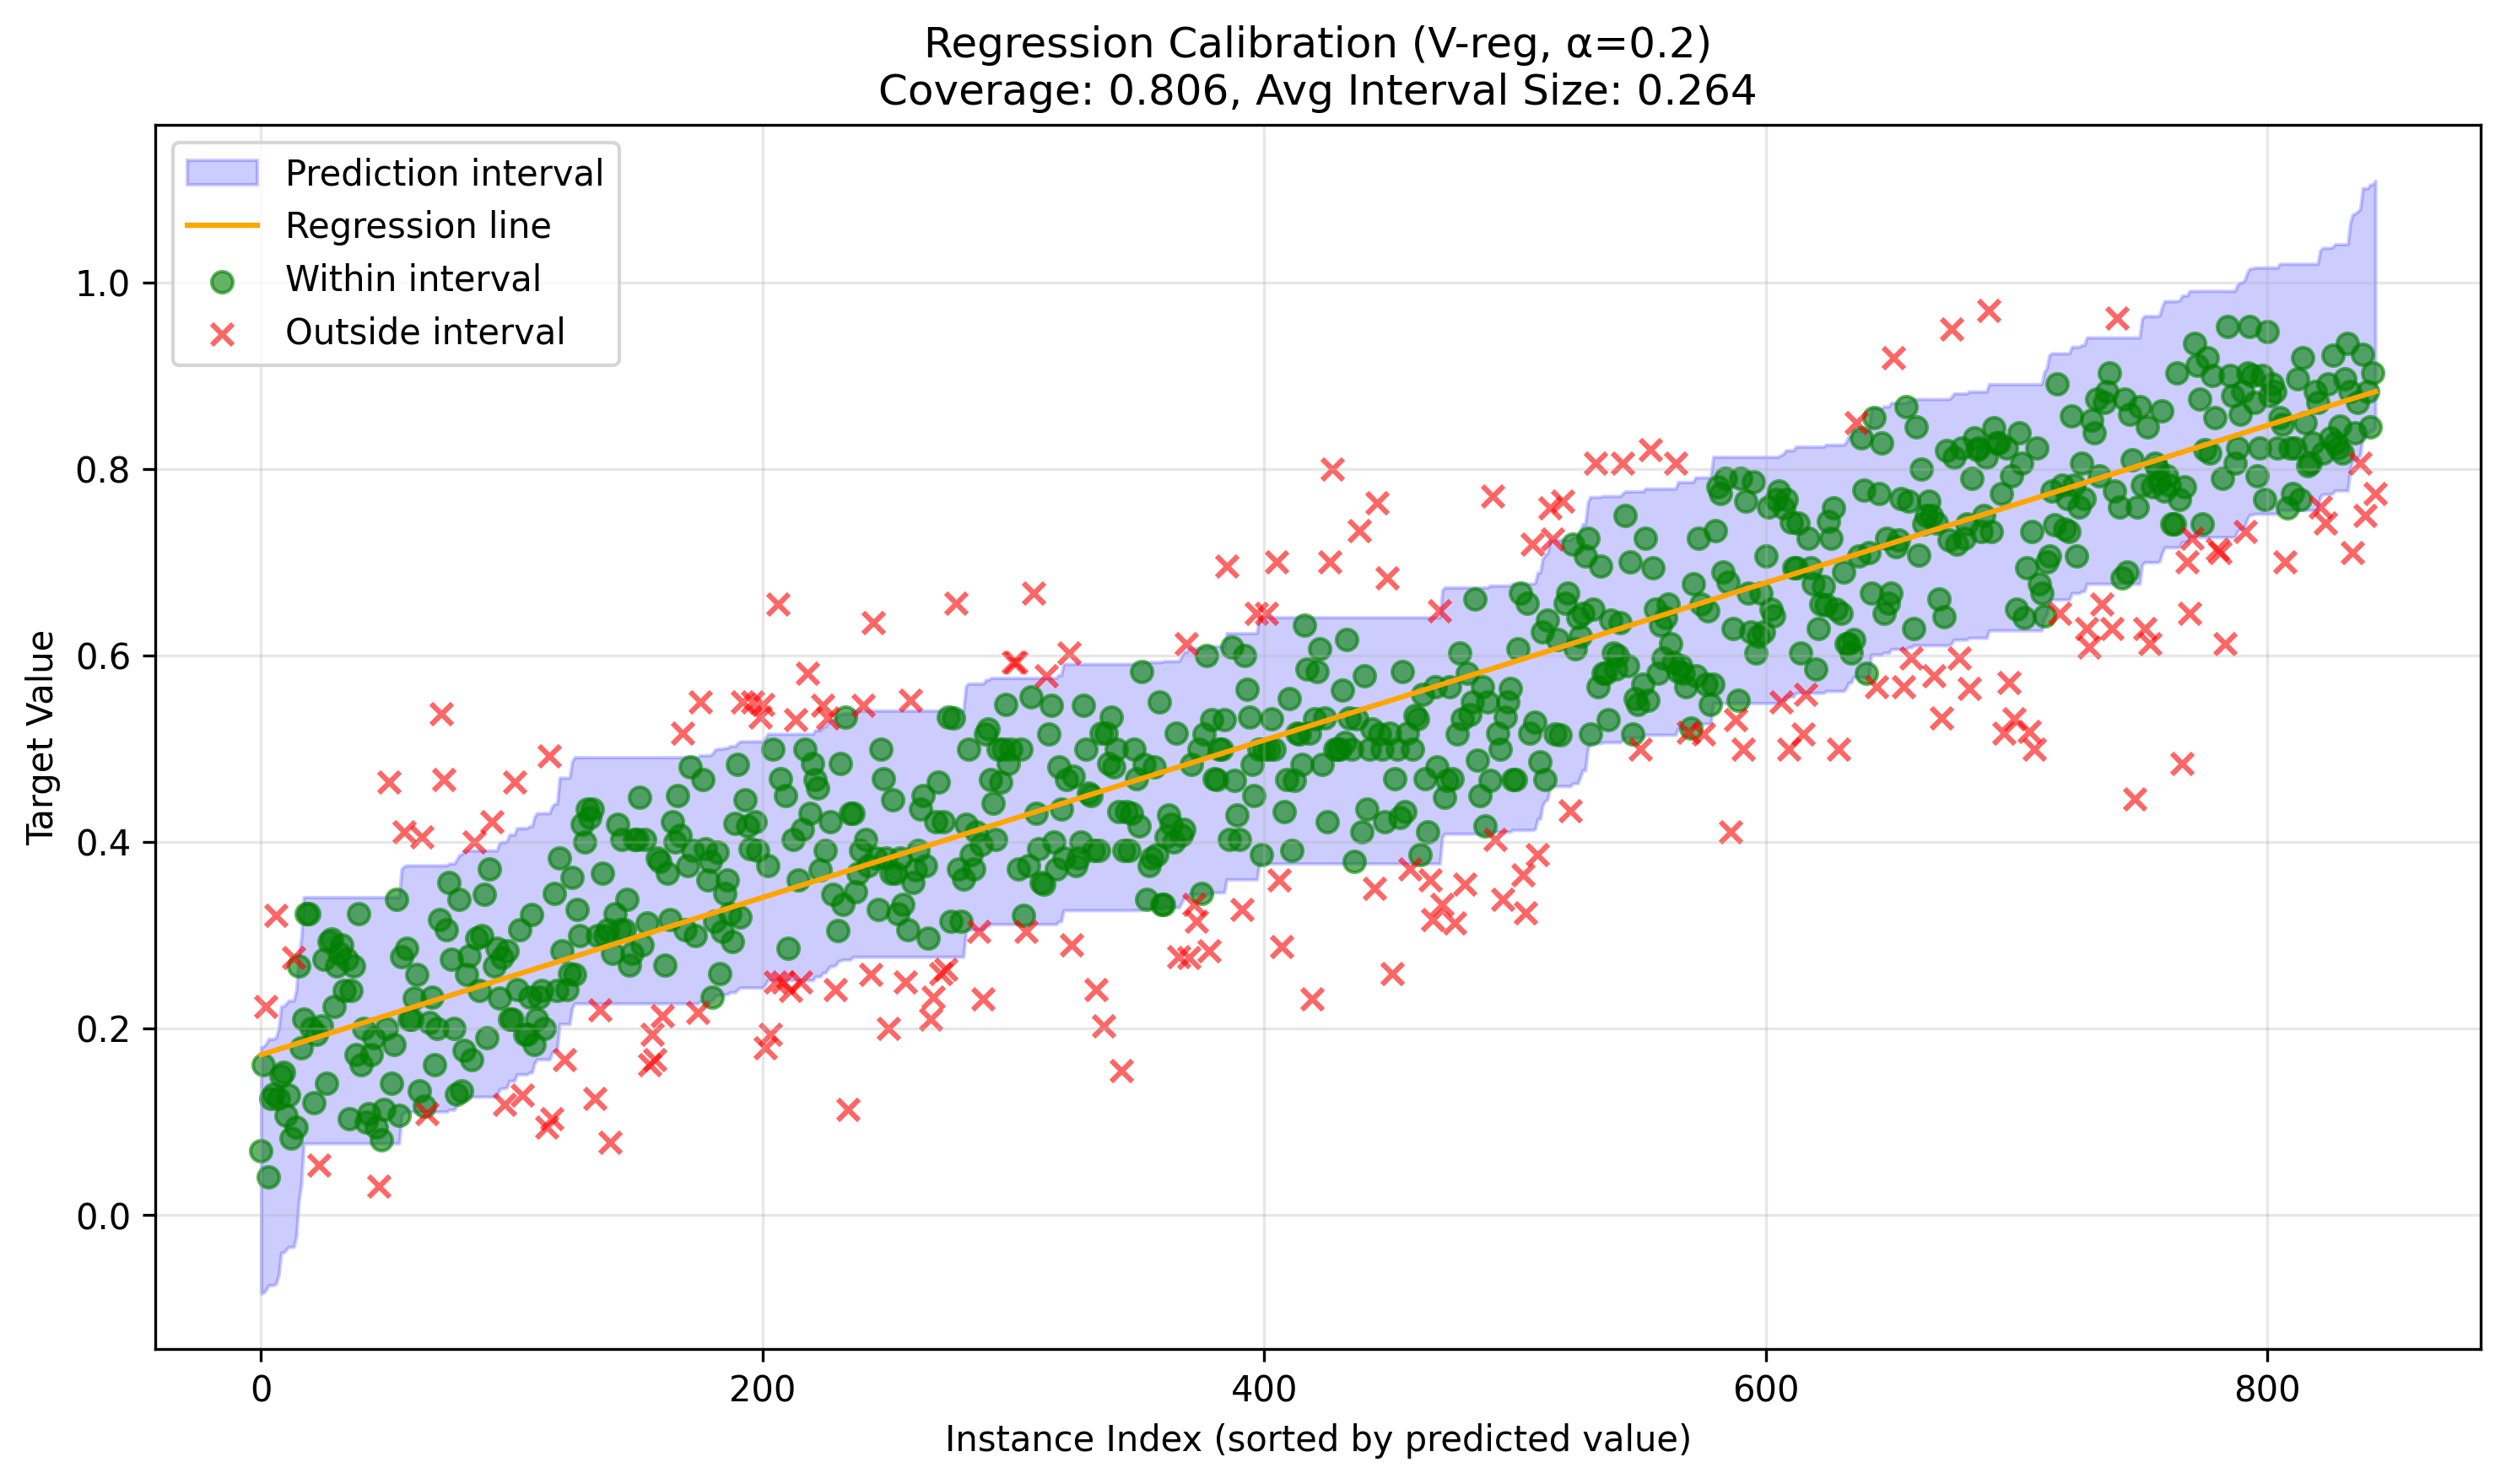 Regression Calibration (V-reg, α=0.2)
Coverage: 0.806, Avg Interval Size: 0.264
Prediction interval
Regression line
Within interval
Outside interval
Target Value
1.0
0.8
0.6
0.4
0.2
0.0
0 200 400 600 800
Instance Index (sorted by predicted value)